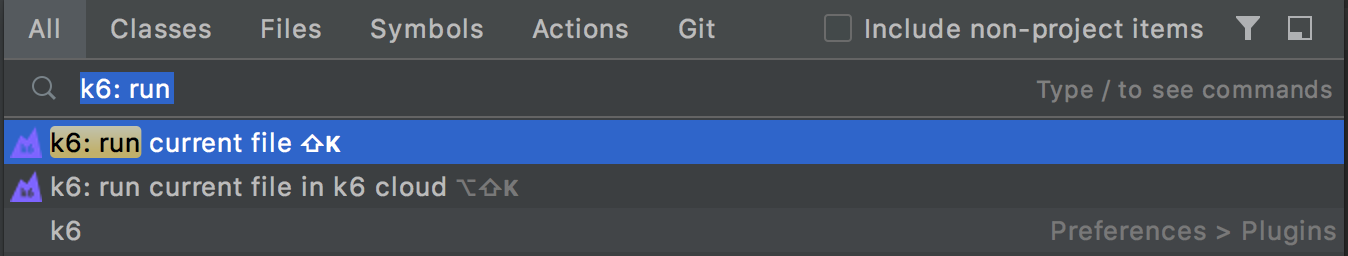 All Classes Files Symbols Actions Git Include non-project items
k6: run Type / to see commands
k6: run current file ⇧K
k6: run current file in k6 cloud ⌥⇧K
k6 Preferences > Plugins